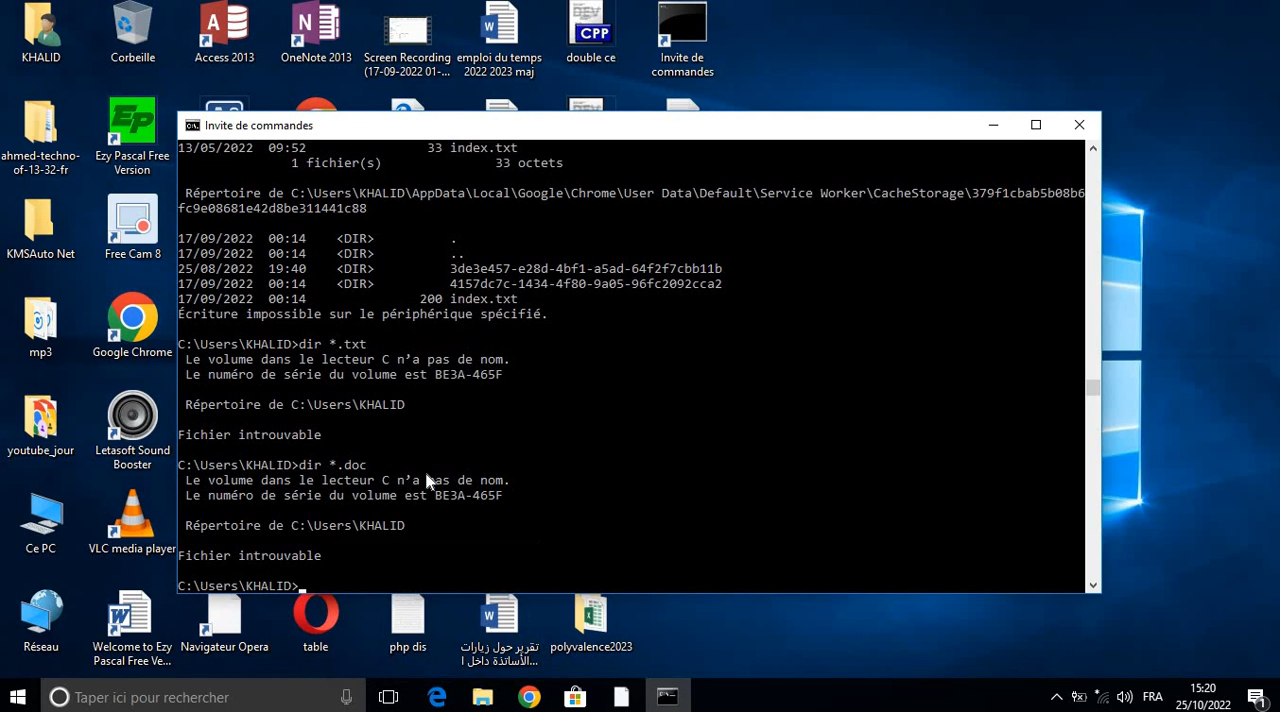 KHALID
Corbeille
Access 2013
OneNote 2013
Screen Recording
(17-09-2022 01-...
emploi du temps
2022 2023 maj
DEV
CPP
double ce
Invite de
commandes
ahmed-techno-
of-13-32-fr
Ezy Pascal Free
Version
KMSAuto Net
Free Cam 8
mp3
Google Chrome
youtube_jour
Letasoft Sound
Booster
Ce PC
VLC media player
Réseau
Welcome to Ezy
Pascal Free Ve...
Navigateur Opera
table
php dis
تقرير حول زيارات
الأساتذة داخل ا...
polyvalence2023
Invite de commandes
13/05/2022 09:52 33 index.txt
1 fichier(s) 33 octets
Répertoire de C:\Users\KHALID\AppData\Local\Google\Chrome\User Data\Default\Service Worker\CacheStorage\379f1cbab5b08b6
fc9e08681e42d8be311441c88
17/09/2022 00:14 <DIR> .
17/09/2022 00:14 <DIR> ..
25/08/2022 19:40 <DIR> 3de3e457-e28d-4bf1-a5ad-64f2f7cbb11b
17/09/2022 00:14 <DIR> 4157dc7c-1434-4f80-9a05-96fc2092cca2
17/09/2022 00:14 200 index.txt
Écriture impossible sur le périphérique spécifié.
C:\Users\KHALID>dir *.txt
Le volume dans le lecteur C n’a pas de nom.
Le numéro de série du volume est BE3A-465F
Répertoire de C:\Users\KHALID
Fichier introuvable
C:\Users\KHALID>dir *.doc
Le volume dans le lecteur C n’a pas de nom.
Le numéro de série du volume est BE3A-465F
Répertoire de C:\Users\KHALID
Fichier introuvable
C:\Users\KHALID>
Taper ici pour rechercher
FRA
15:20
25/10/2022